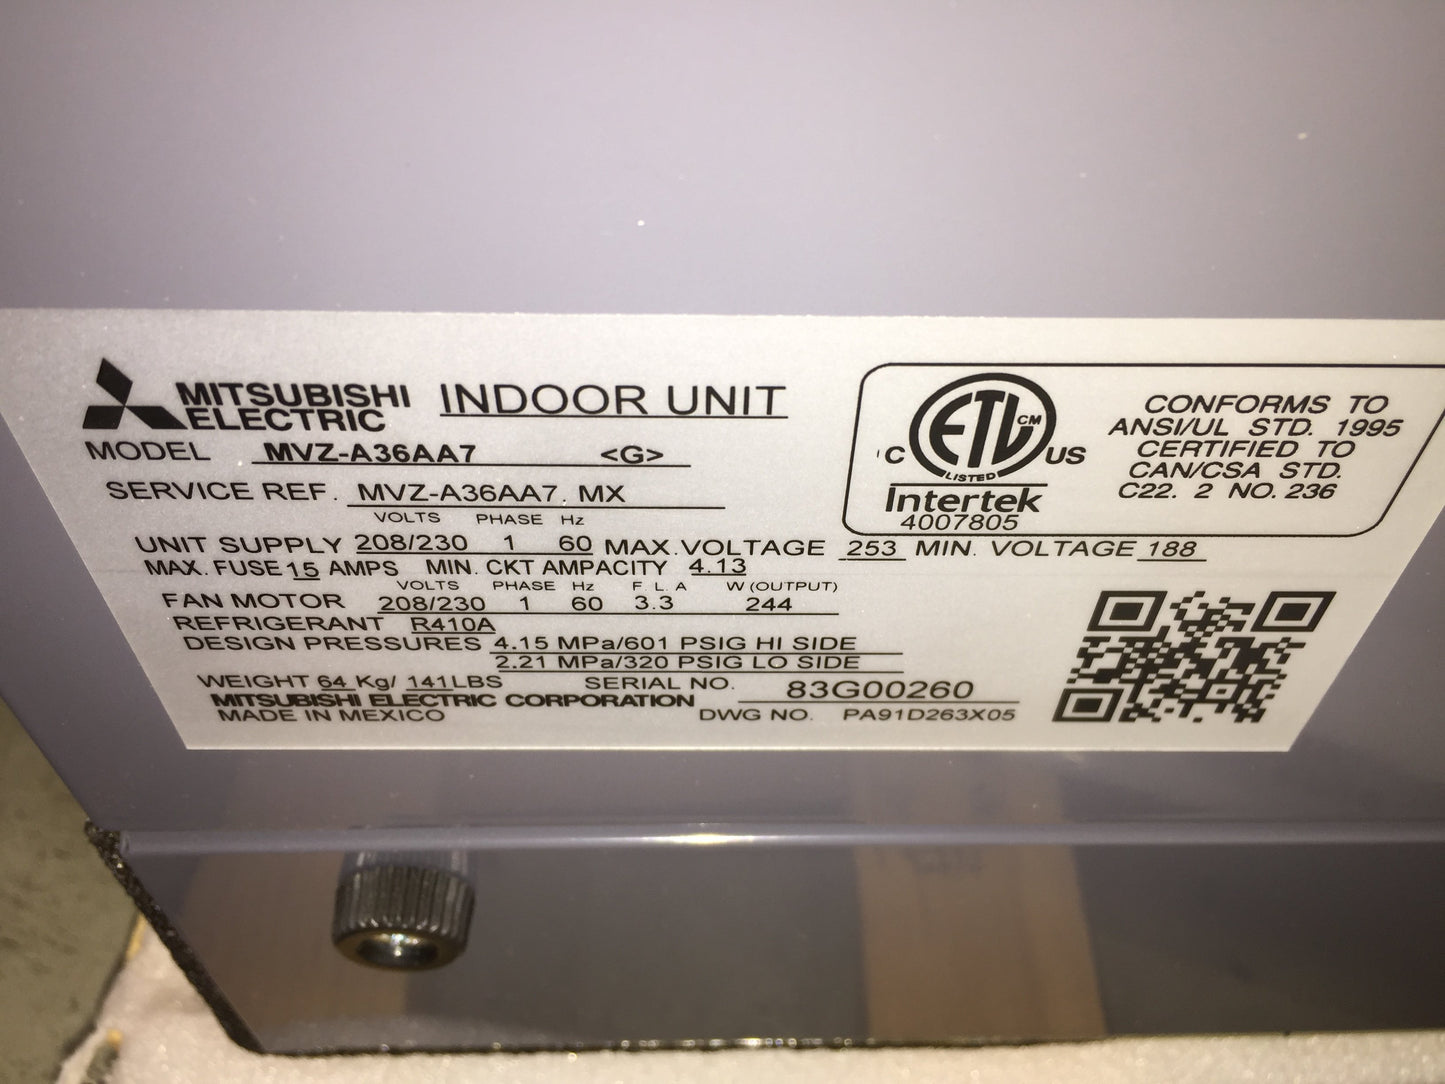 MITSUBISHI
ELECTRIC
INDOOR UNIT
MODEL MVZ-A36AA7 <G>
SERVICE REF. MVZ-A36AA7. MX
VOLTS PHASE Hz
UNIT SUPPLY 208/230 1 60 MAX. VOLTAGE 253 MIN. VOLTAGE 188
MAX. FUSE 15 AMPS MIN. CKT AMPACITY 4.13
VOLTS PHASE Hz F L. A W (OUTPUT)
FAN MOTOR 208/230 1 60 3.3 244
REFRIGERANT R410A
DESIGN PRESSURES 4.15 MPa/601 PSIG HI SIDE
2.21 MPa/320 PSIG LO SIDE
WEIGHT 64 Kg/ 141LBS SERIAL NO. 83G00260
MITSUBISHI ELECTRIC CORPORATION
MADE IN MEXICO DWG NO. PA91D263X05
C ETL CM US
LISTED
Intertek
4007805
CONFORMS TO
ANSI/UL STD. 1995
CERTIFIED TO
CAN/CSA STD.
C22. 2 NO. 236